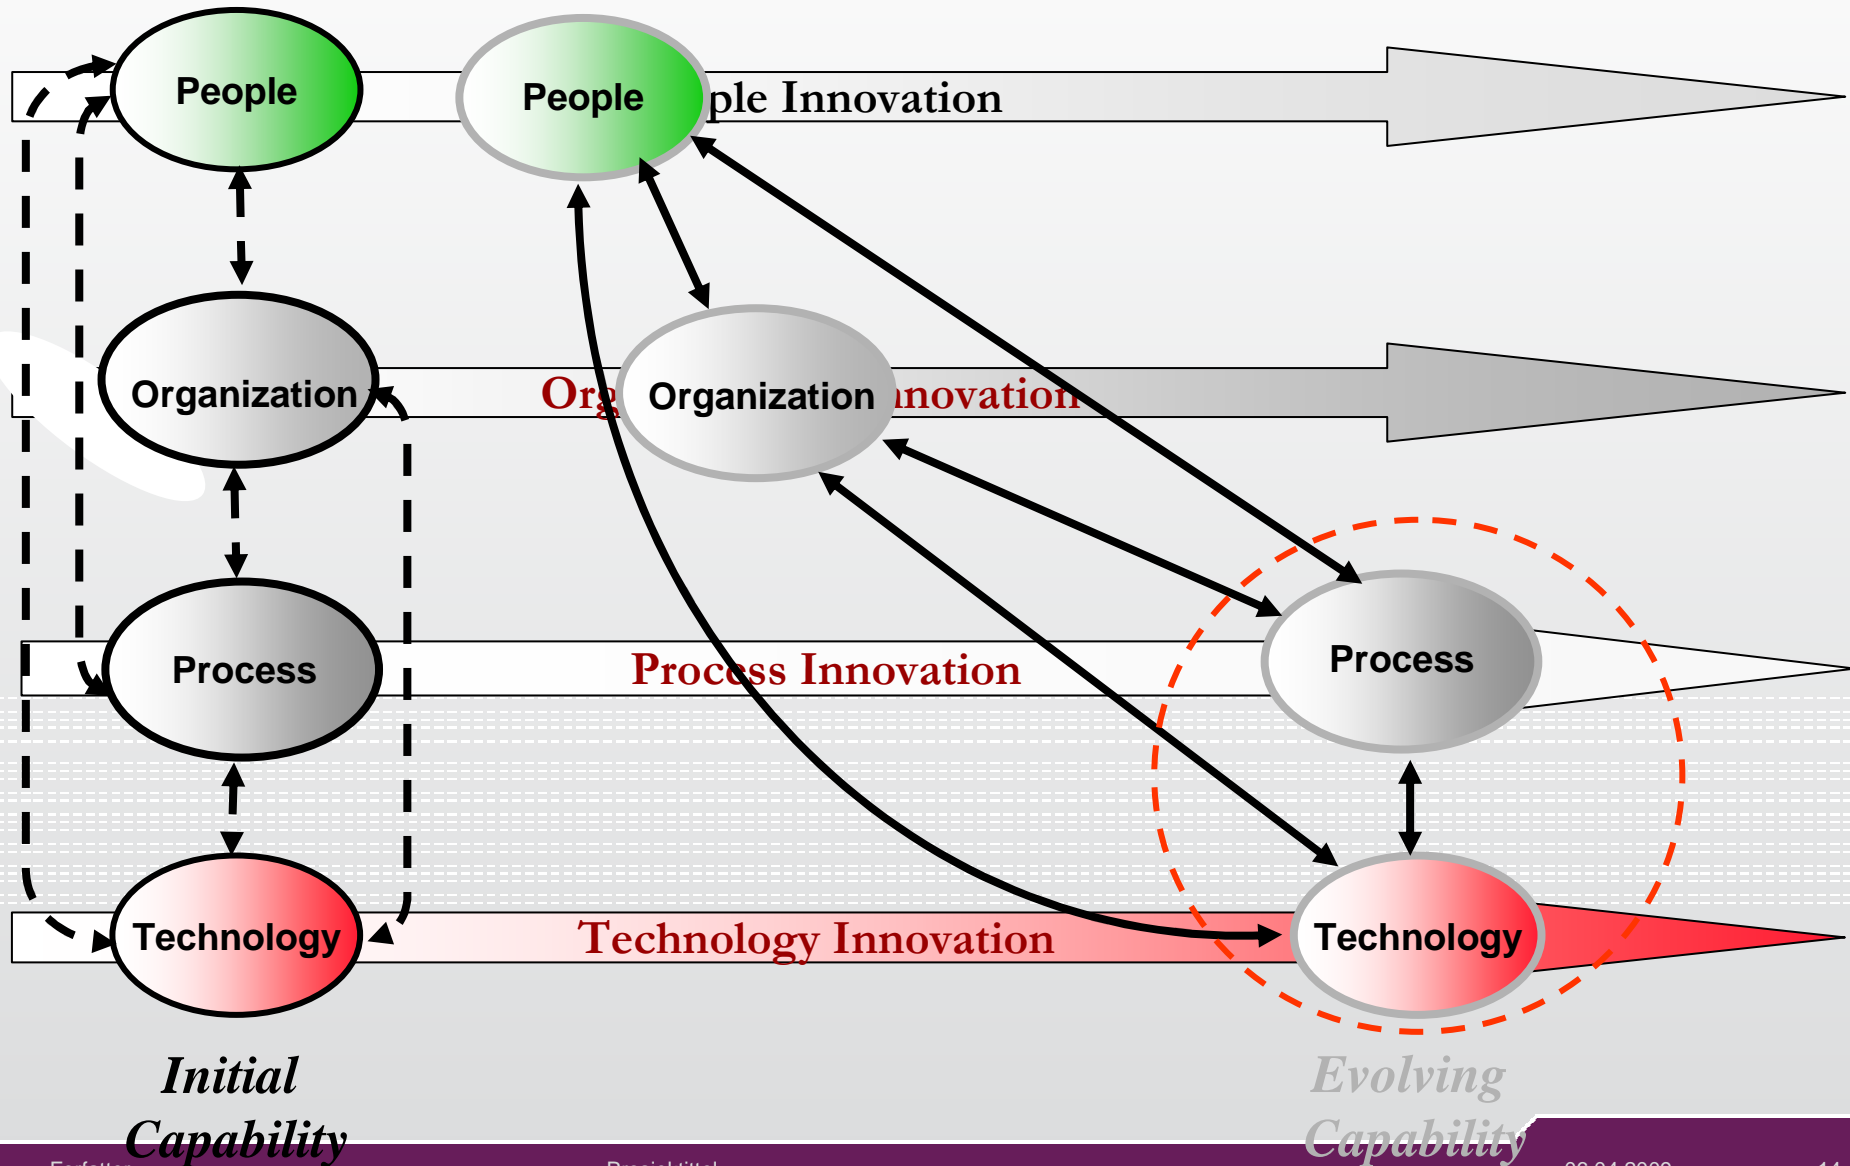 People
People
ple Innovation
Organization
Org
Organization
nnovation
Process
Process Innovation
Process
Technology
Technology Innovation
Technology
Initial
Capability
Evolving
Capability